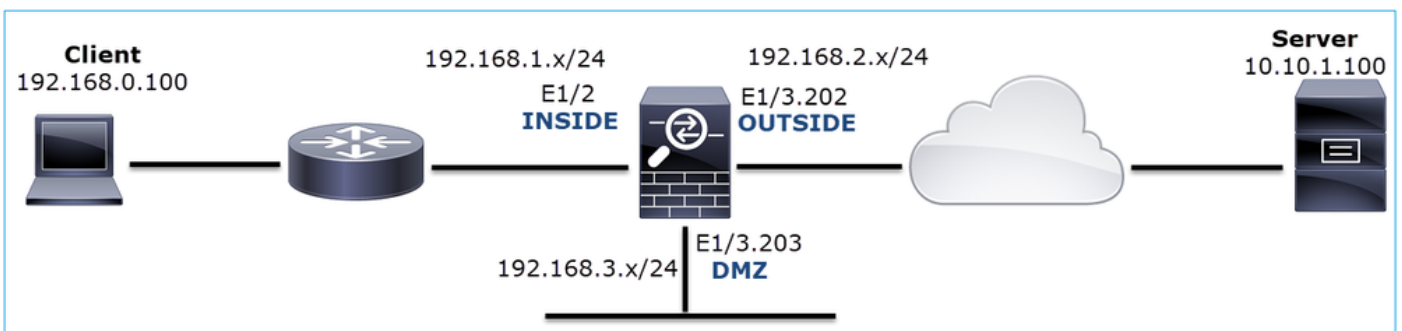 Client
192.168.0.100
192.168.1.x/24
E1/2
INSIDE
192.168.2.x/24
E1/3.202
OUTSIDE
Server
10.10.1.100
E1/3.203
192.168.3.x/24
DMZ